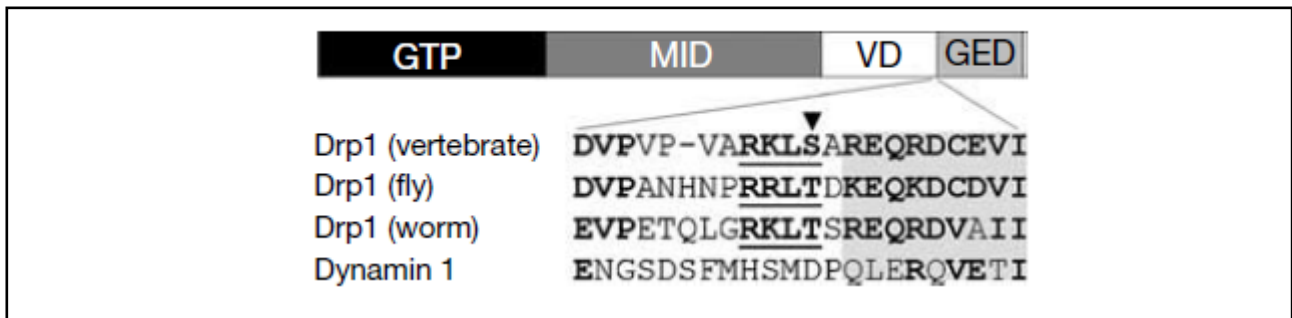 GTP MID VD GED
Drp1 (vertebrate) DVPVP-VARKLSAREQRDCEVI
Drp1 (fly) DVPANHNPRRLTDKEQKDCDVI
Drp1 (worm) EVPETQLGRKLTSREQRDVAII
Dynamin 1 ENGSDSFMHSMDPQLERQVETI